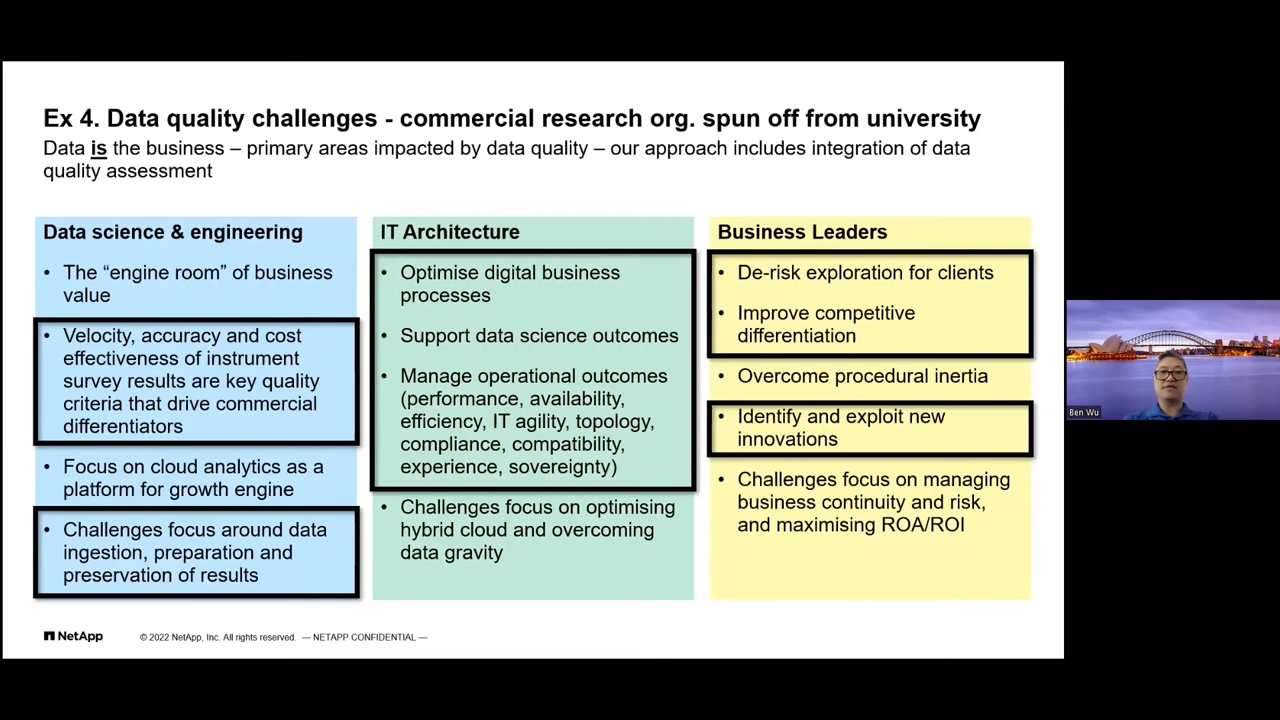 Ex 4. Data quality challenges - commercial research org. spun off from university
Data is the business – primary areas impacted by data quality – our approach includes integration of data
quality assessment
Data science & engineering
• The “engine room” of business
value
• Velocity, accuracy and cost
effectiveness of instrument
survey results are key quality
criteria that drive commercial
differentiators
• Focus on cloud analytics as a
platform for growth engine
• Challenges focus around data
ingestion, preparation and
preservation of results
IT Architecture
• Optimise digital business
processes
• Support data science outcomes
• Manage operational outcomes
(performance, availability,
efficiency, IT agility, topology,
compliance, compatibility,
experience, sovereignty)
• Challenges focus on optimising
hybrid cloud and overcoming
data gravity
Business Leaders
• De-risk exploration for clients
• Improve competitive
differentiation
• Overcome procedural inertia
• Identify and exploit new
innovations
• Challenges focus on managing
business continuity and risk,
and maximising ROA/ROI
NetApp
© 2022 NetApp, Inc. All rights reserved. — NETAPP CONFIDENTIAL —
Ben Wu